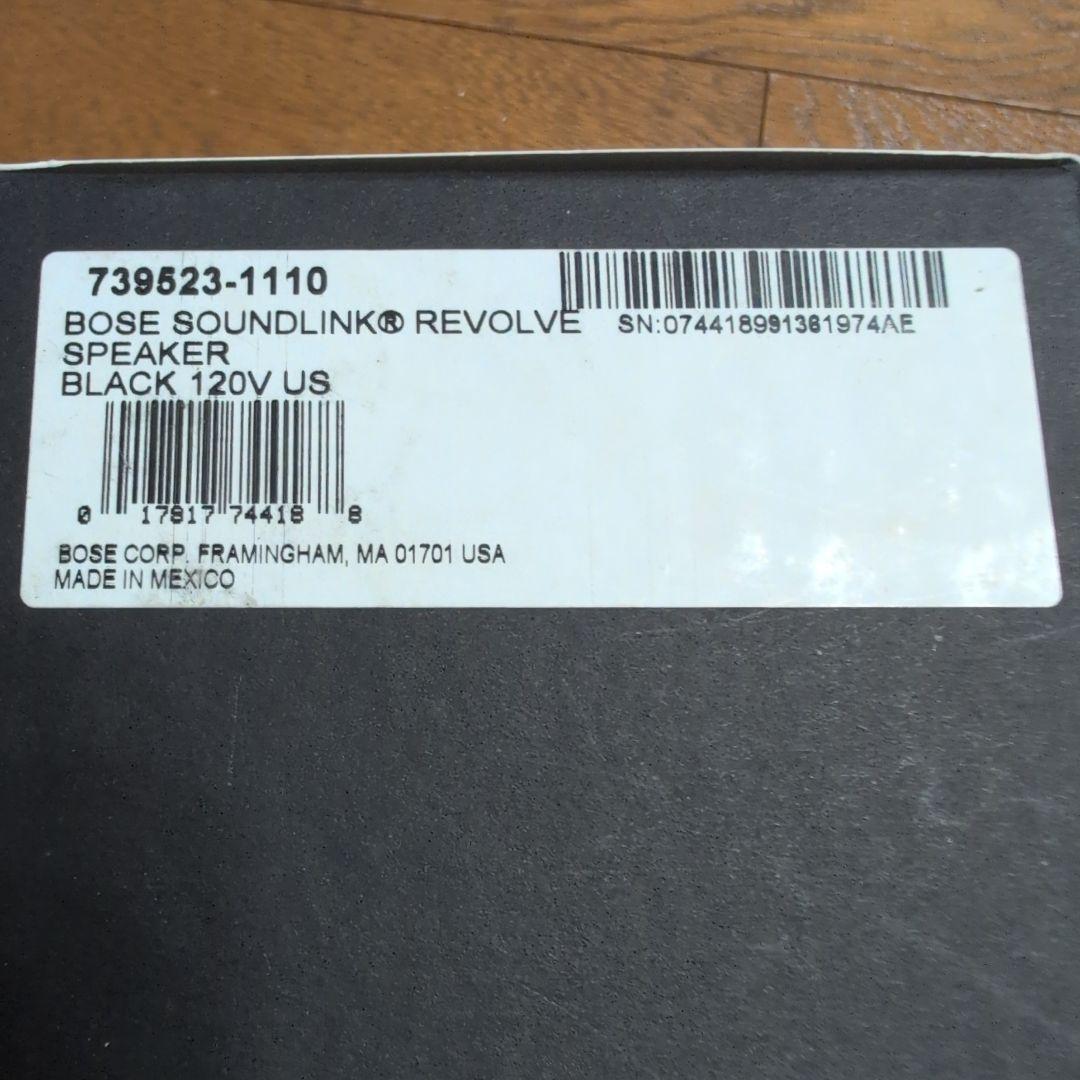 739523-1110
BOSE SOUNDLINK® REVOLVE
SPEAKER
BLACK 120V US
SN:074418991361974AE
0 17817 74418 8
BOSE CORP. FRAMINGHAM, MA 01701 USA
MADE IN MEXICO